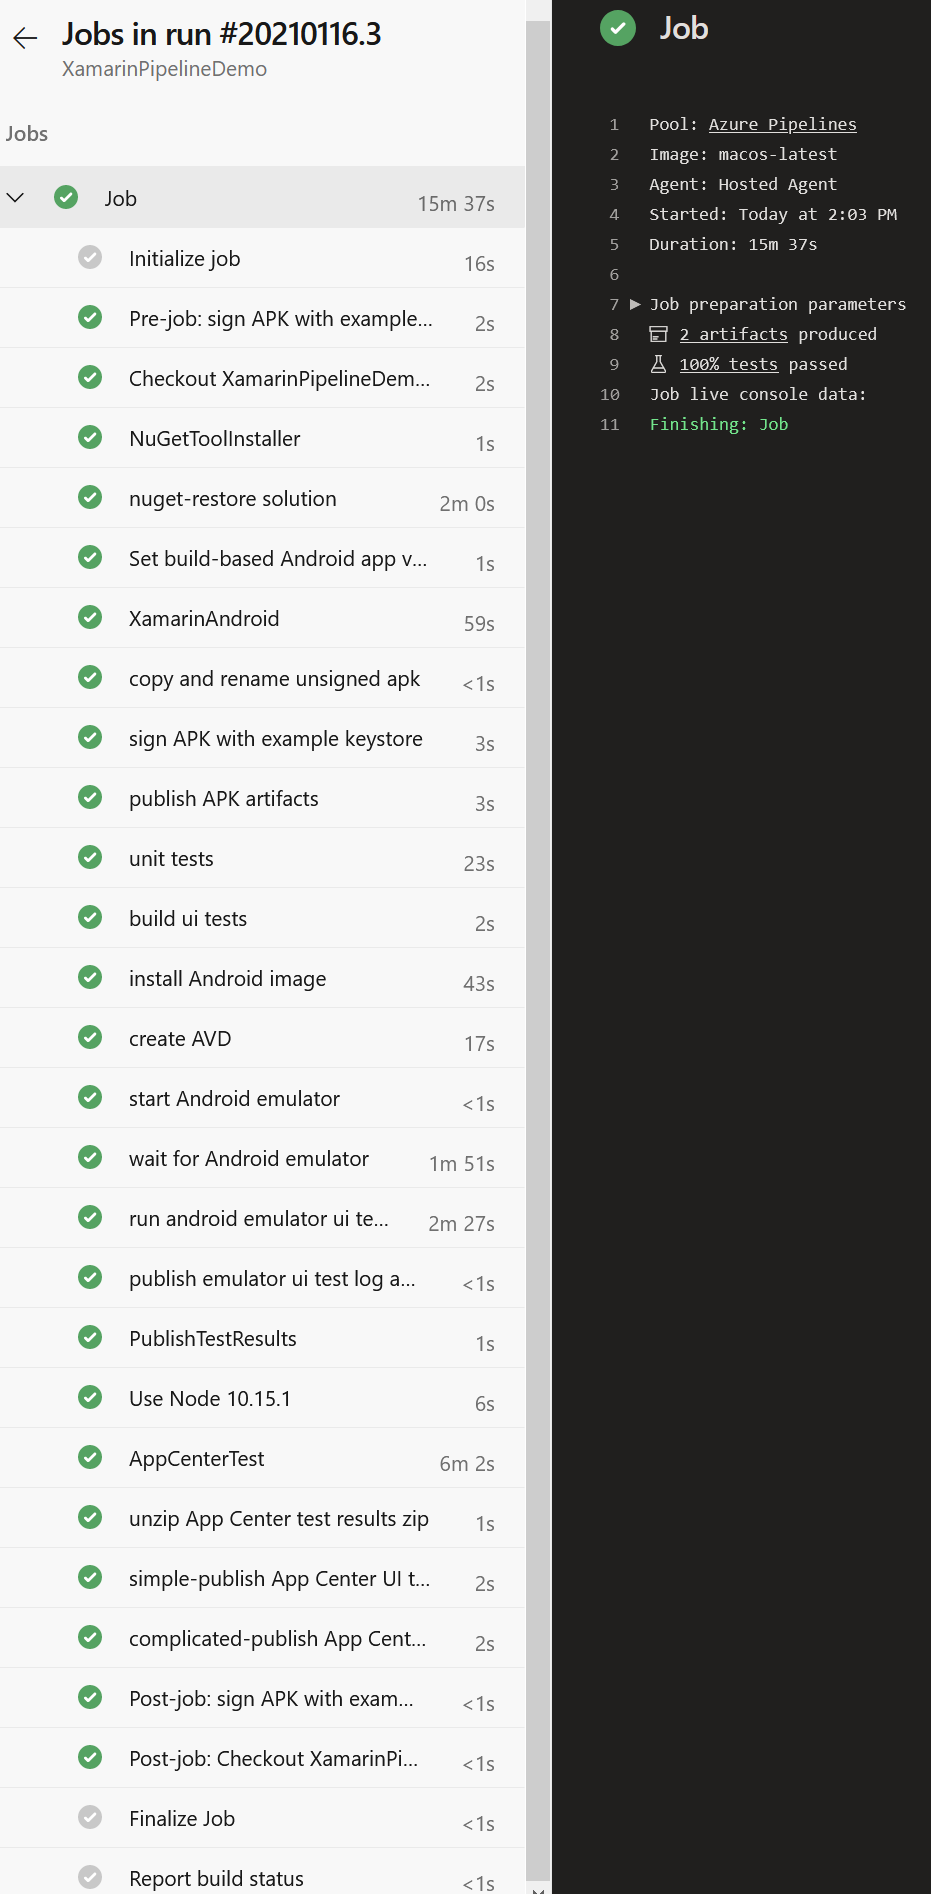 Jobs in run #20210116.3
XamarinPipelineDemo
Jobs
Job 15m 37s
Initialize job 16s
Pre-job: sign APK with example... 2s
Checkout XamarinPipelineDem... 2s
NuGetToolInstaller 1s
nuget-restore solution 2m 0s
Set build-based Android app v... 1s
XamarinAndroid 59s
copy and rename unsigned apk <1s
sign APK with example keystore 3s
publish APK artifacts 3s
unit tests 23s
build ui tests 2s
install Android image 43s
create AVD 17s
start Android emulator <1s
wait for Android emulator 1m 51s
run android emulator ui te... 2m 27s
publish emulator ui test log a... <1s
PublishTestResults 1s
Use Node 10.15.1 6s
AppCenterTest 6m 2s
unzip App Center test results zip 1s
simple-publish App Center UI t... 2s
complicated-publish App Cent... 2s
Post-job: sign APK with exam... <1s
Post-job: Checkout XamarinPi... <1s
Finalize Job <1s
Report build status <1s
Job
1 Pool: Azure Pipelines
2 Image: macos-latest
3 Agent: Hosted Agent
4 Started: Today at 2:03 PM
5 Duration: 15m 37s
6
7 Job preparation parameters
8 2 artifacts produced
9 100% tests passed
10 Job live console data:
11 Finishing: Job